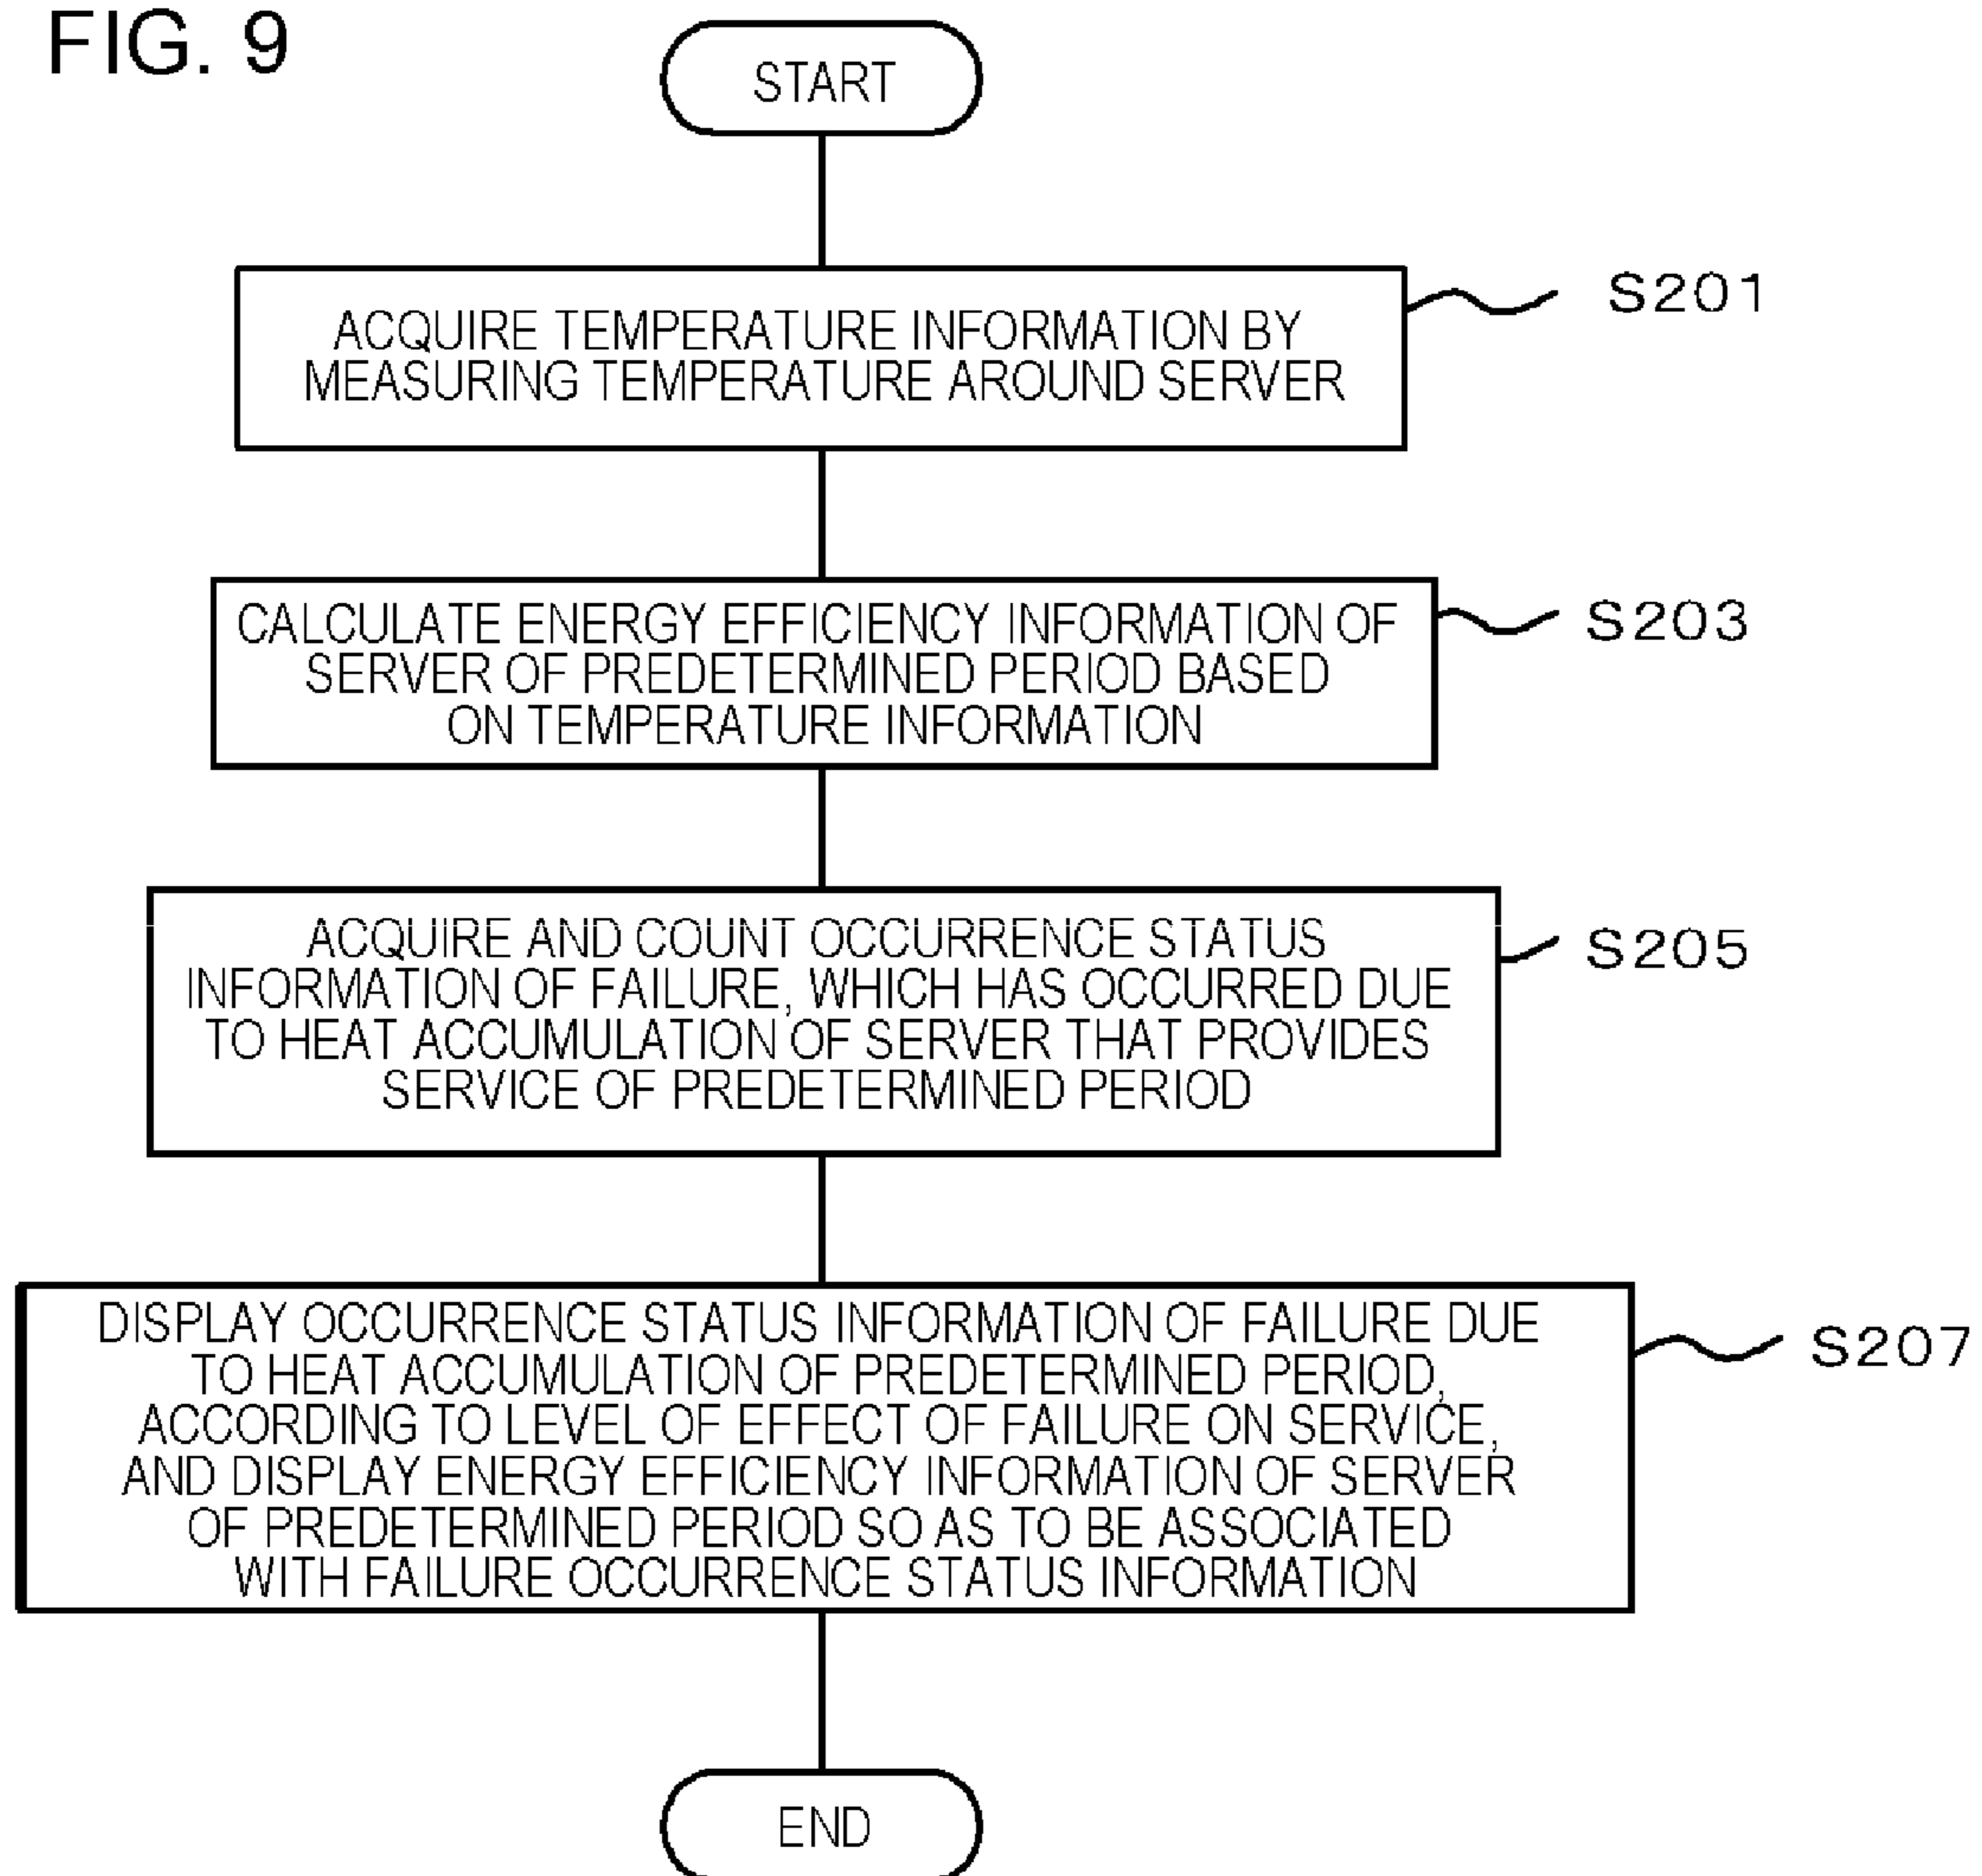 FIG. 9
START
ACQUIRE TEMPERATURE INFORMATION BY
MEASURING TEMPERATURE AROUND SERVER
S201
CALCULATE ENERGY EFFICIENCY INFORMATION OF
SERVER OF PREDETERMINED PERIOD BASED
ON TEMPERATURE INFORMATION
S203
ACQUIRE AND COUNT OCCURRENCE STATUS
INFORMATION OF FAILURE, WHICH HAS OCCURRED DUE
TO HEAT ACCUMULATION OF SERVER THAT PROVIDES
SERVICE OF PREDETERMINED PERIOD
S205
DISPLAY OCCURRENCE STATUS INFORMATION OF FAILURE DUE
TO HEAT ACCUMULATION OF PREDETERMINED PERIOD,
ACCORDING TO LEVEL OF EFFECT OF FAILURE ON SERVICE,
AND DISPLAY ENERGY EFFICIENCY INFORMATION OF SERVER
OF PREDETERMINED PERIOD SO AS TO BE ASSOCIATED
WITH FAILURE OCCURRENCE STATUS INFORMATION
S207
END